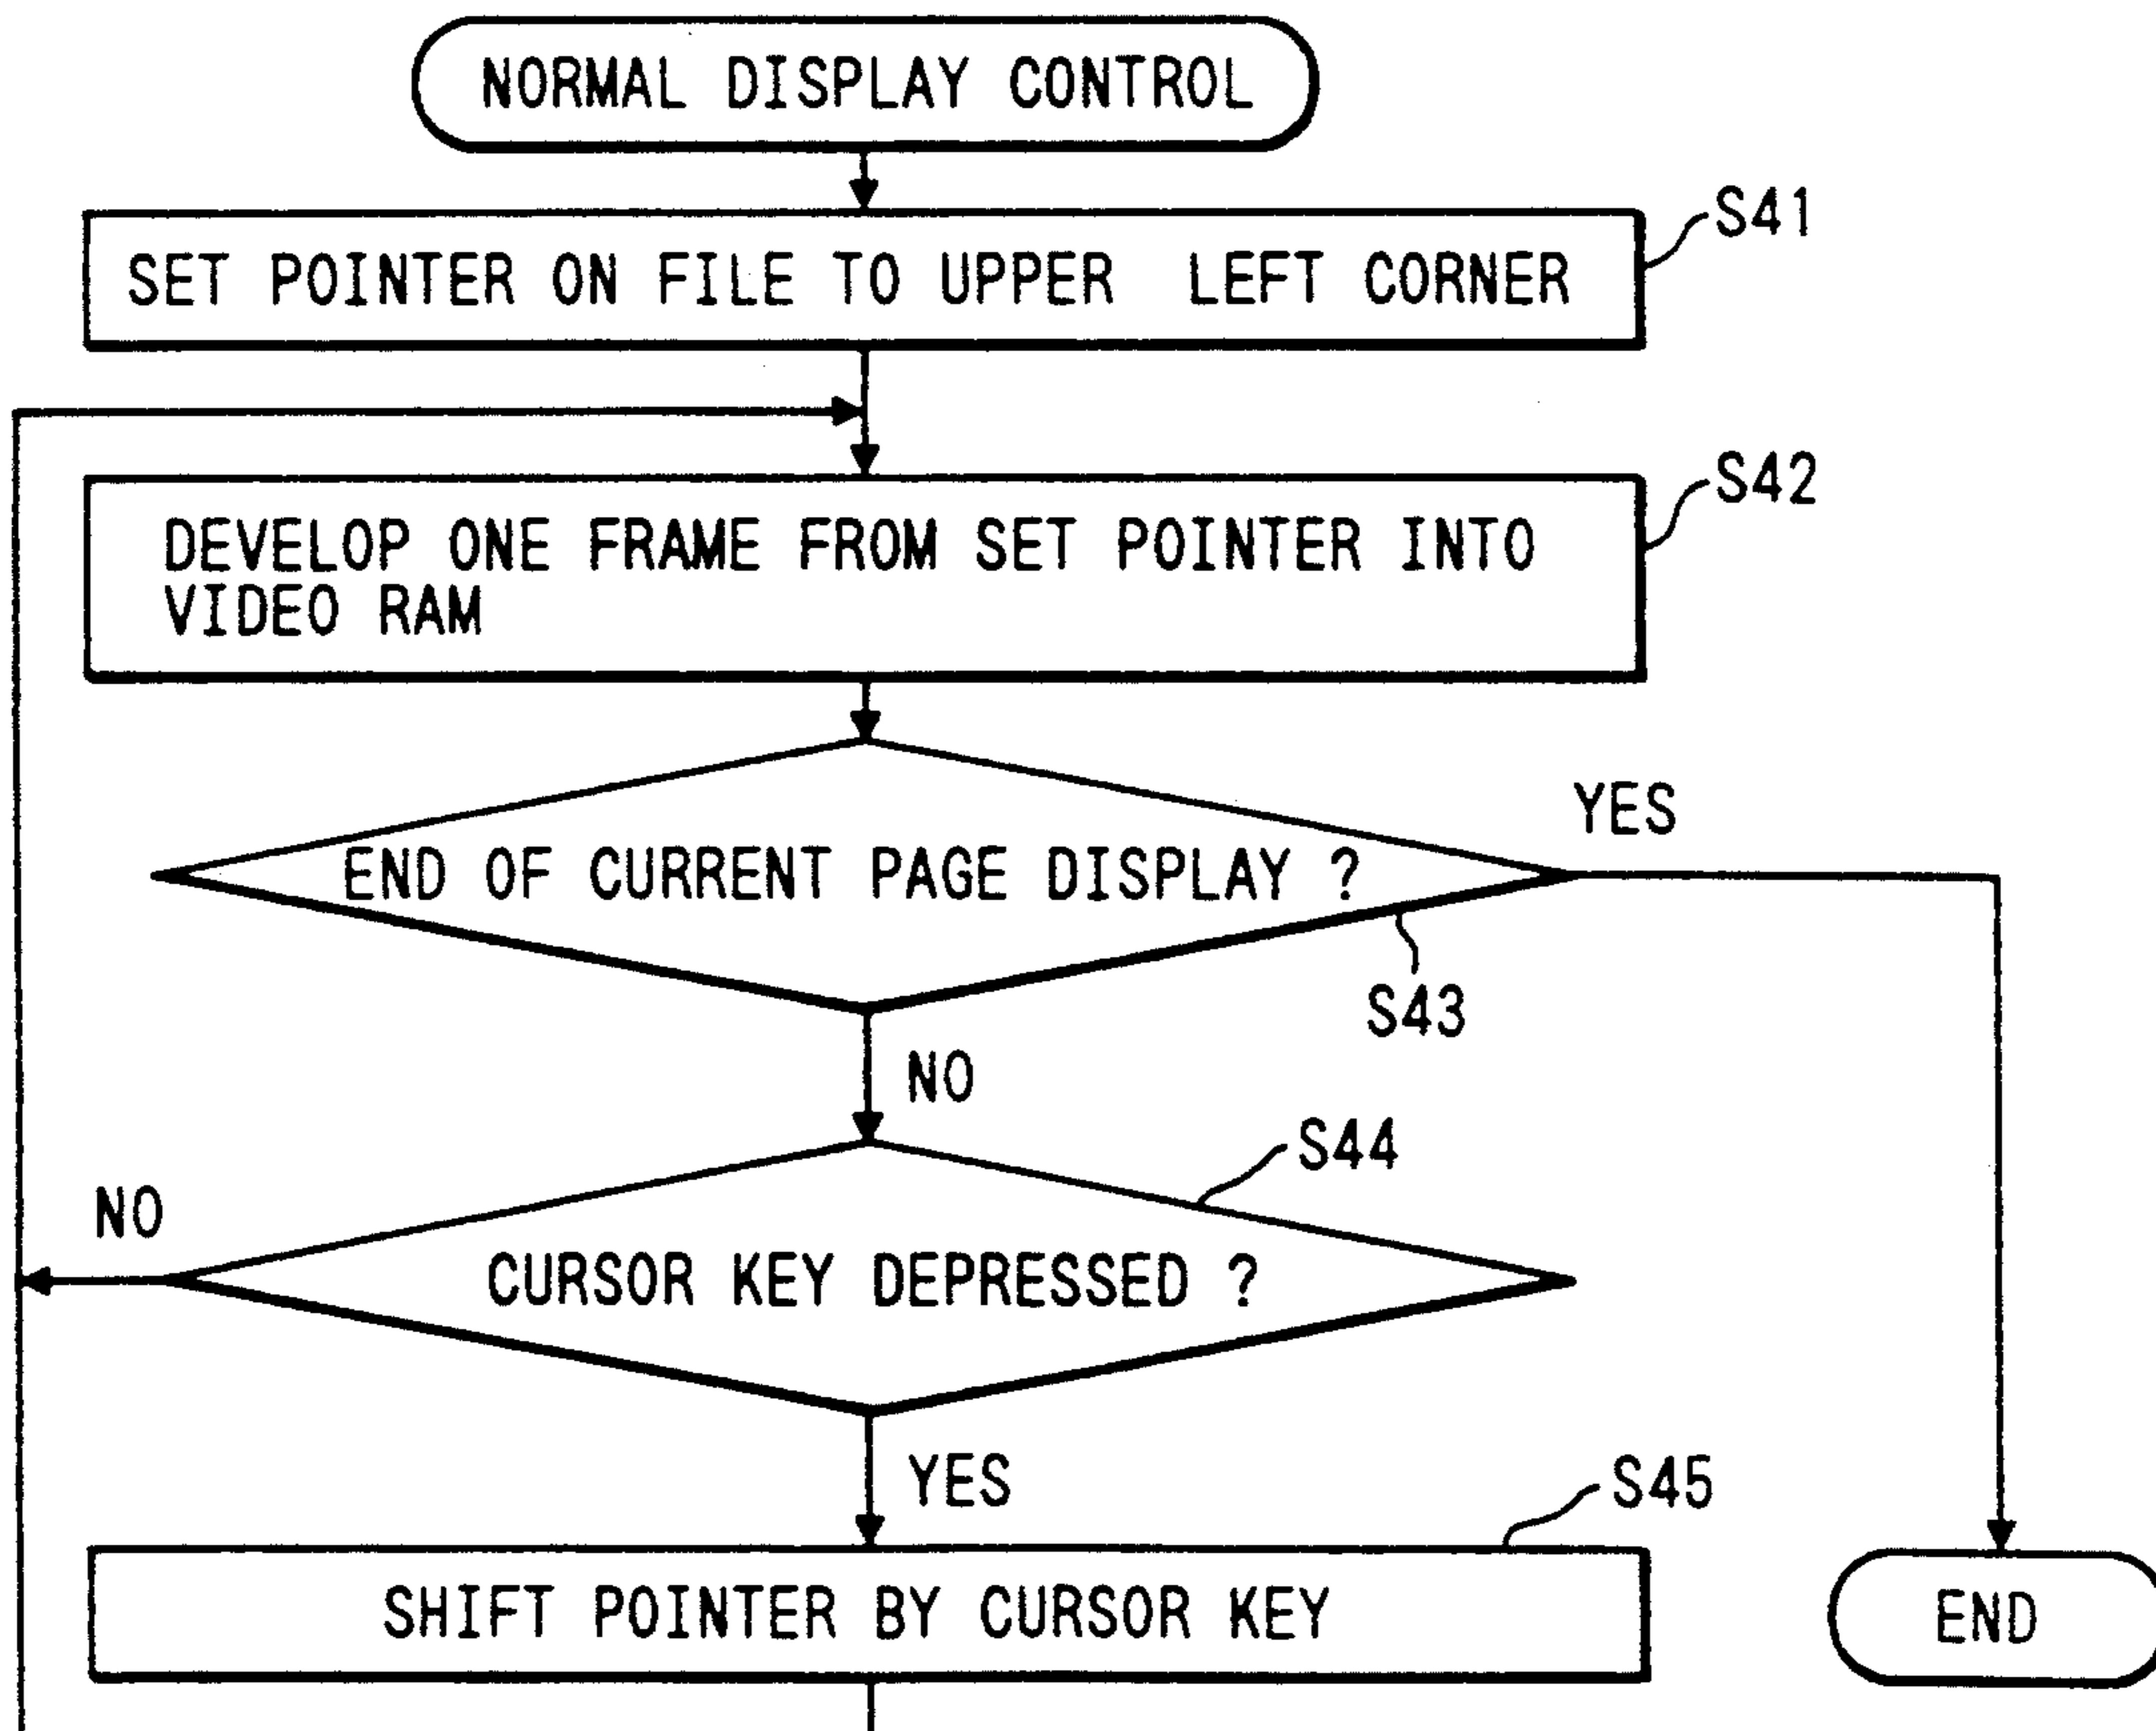 NORMAL DISPLAY CONTROL
S41
SET POINTER ON FILE TO UPPER LEFT CORNER
S42
DEVELOP ONE FRAME FROM SET POINTER INTO
VIDEO RAM
YES
END OF CURRENT PAGE DISPLAY ?
S43
NO
S44
NO
CURSOR KEY DEPRESSED ?
YES
S45
SHIFT POINTER BY CURSOR KEY
END